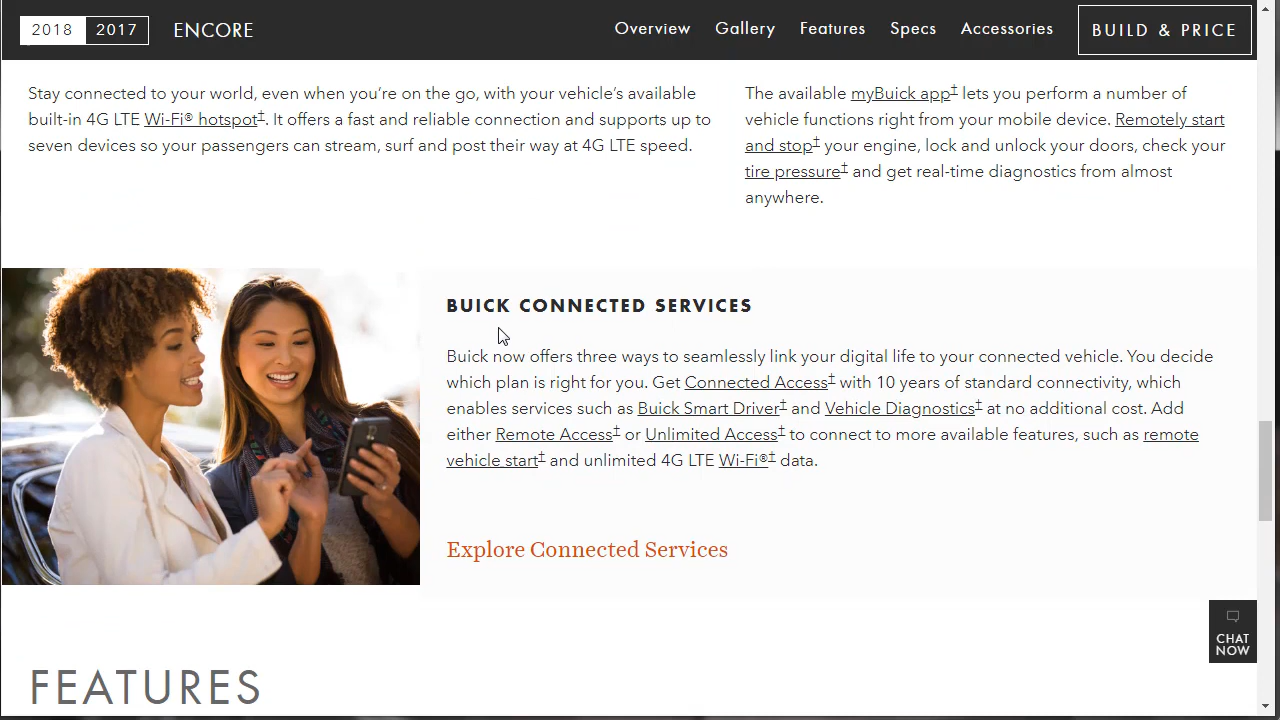 2018 2017 ENCORE Overview Gallery Features Specs Accessories BUILD & PRICE
Stay connected to your world, even when you’re on the go, with your vehicle’s available
built-in 4G LTE Wi-Fi® hotspot‡. It offers a fast and reliable connection and supports up to
seven devices so your passengers can stream, surf and post their way at 4G LTE speed.
The available myBuick app‡ lets you perform a number of
vehicle functions right from your mobile device. Remotely start
and stop‡ your engine, lock and unlock your doors, check your
tire pressure‡ and get real-time diagnostics from almost
anywhere.
BUICK CONNECTED SERVICES
Buick now offers three ways to seamlessly link your digital life to your connected vehicle. You decide
which plan is right for you. Get Connected Access‡ with 10 years of standard connectivity, which
enables services such as Buick Smart Driver‡ and Vehicle Diagnostics‡ at no additional cost. Add
either Remote Access‡ or Unlimited Access‡ to connect to more available features, such as remote
vehicle start‡ and unlimited 4G LTE Wi-Fi®‡ data.
Explore Connected Services
CHAT
NOW
FEATURES